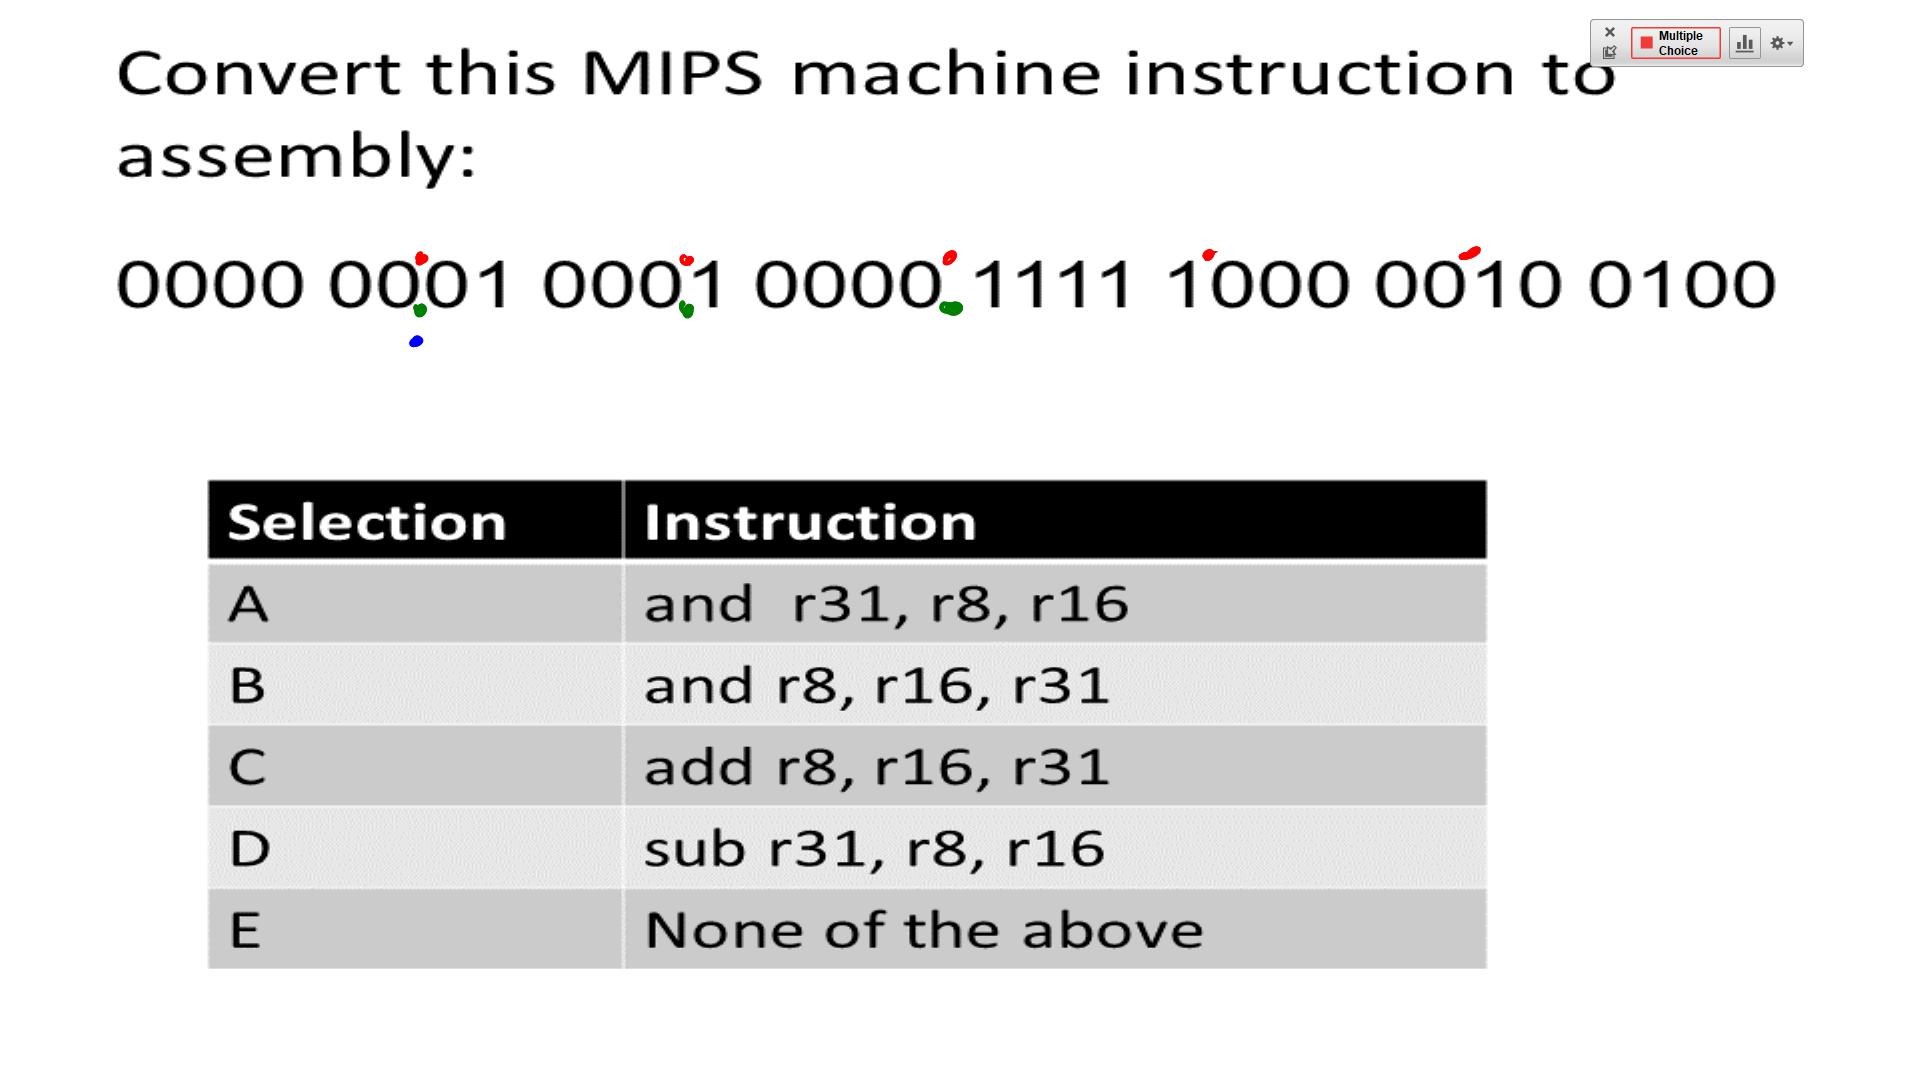 Convert this MIPS machine instruction to
assembly:
Multiple
Choice
0000 0001 0001 0000 1111 1000 0010 0100
Selection Instruction
A and r31, r8, r16
B and r8, r16, r31
C add r8, r16, r31
D sub r31, r8, r16
E None of the above